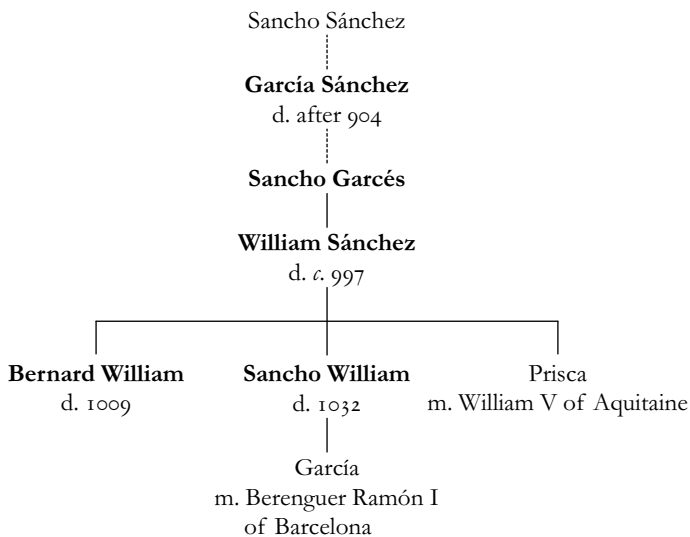 Sancho Sánchez
García Sánchez
d. after 904
Sancho Garcés
William Sánchez
d. c. 997
Bernard William
d. 1009
Sancho William
d. 1032
Prisca
m. William V of Aquitaine
García
m. Berenguer Ramón I
of Barcelona